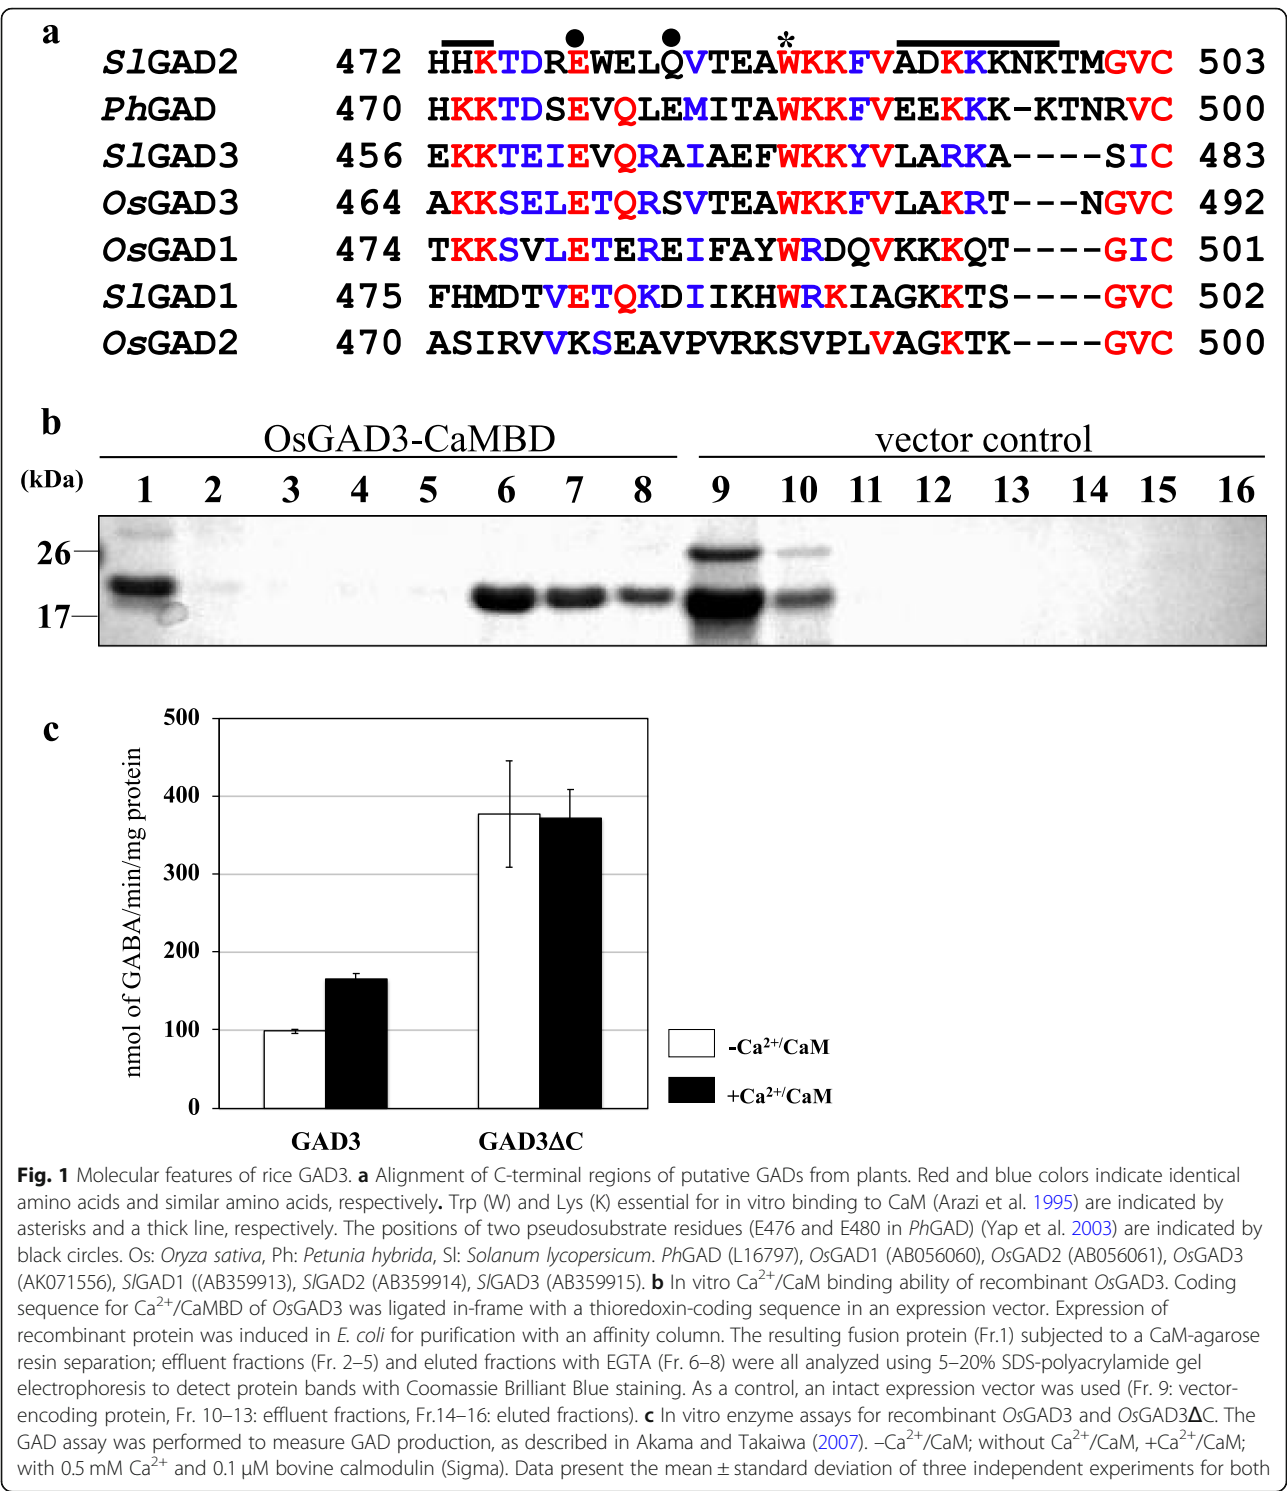 a
SlGAD2 472 HHKTDREWELQVTEAWKKFVADKKKNKTMGVC 503
PhGAD 470 HKKTDSEVQLEMITAWKKFVEEKKK-KTNRVC 500
SlGAD3 456 EKKTEIEVQRAIAEFWKKYVLARKA----SIC 483
OsGAD3 464 AKKSELETQRSVTEAWKKFVLAKRT---NGVC 492
OsGAD1 474 TKKSVLETEREIFAYWRDQVKKKQT----GIC 501
SlGAD1 475 FHMDTVETQKDIIKHWRKIAGKKTS----GVC 502
OsGAD2 470 ASIRVVKSEAVPVRKSVPLVAGKTK----GVC 500
b
OsGAD3-CaMBD vector control
(kDa) 1 2 3 4 5 6 7 8 9 10 11 12 13 14 15 16
26
17
c
nmol of GABA/min/mg protein
500
400
300
200
100
0
GAD3 GAD3ΔC
-Ca²⁺/CaM
+Ca²⁺/CaM
Fig. 1 Molecular features of rice GAD3. a Alignment of C-terminal regions of putative GADs from plants. Red and blue colors indicate identical
amino acids and similar amino acids, respectively. Trp (W) and Lys (K) essential for in vitro binding to CaM (Arazi et al. 1995) are indicated by
asterisks and a thick line, respectively. The positions of two pseudosubstrate residues (E476 and E480 in PhGAD) (Yap et al. 2003) are indicated by
black circles. Os: Oryza sativa, Ph: Petunia hybrida, Sl: Solanum lycopersicum. PhGAD (L16797), OsGAD1 (AB056060), OsGAD2 (AB056061), OsGAD3
(AK071556), SlGAD1 ((AB359913), SlGAD2 (AB359914), SlGAD3 (AB359915). b In vitro Ca²⁺/CaM binding ability of recombinant OsGAD3. Coding
sequence for Ca²⁺/CaMBD of OsGAD3 was ligated in-frame with a thioredoxin-coding sequence in an expression vector. Expression of
recombinant protein was induced in E. coli for purification with an affinity column. The resulting fusion protein (Fr.1) subjected to a CaM-agarose
resin separation; effluent fractions (Fr. 2–5) and eluted fractions with EGTA (Fr. 6–8) were all analyzed using 5–20% SDS-polyacrylamide gel
electrophoresis to detect protein bands with Coomassie Brilliant Blue staining. As a control, an intact expression vector was used (Fr. 9: vector-
encoding protein, Fr. 10–13: effluent fractions, Fr.14–16: eluted fractions). c In vitro enzyme assays for recombinant OsGAD3 and OsGAD3ΔC. The
GAD assay was performed to measure GAD production, as described in Akama and Takaiwa (2007). –Ca²⁺/CaM; without Ca²⁺/CaM, +Ca²⁺/CaM;
with 0.5 mM Ca²⁺ and 0.1 μM bovine calmodulin (Sigma). Data present the mean ± standard deviation of three independent experiments for both